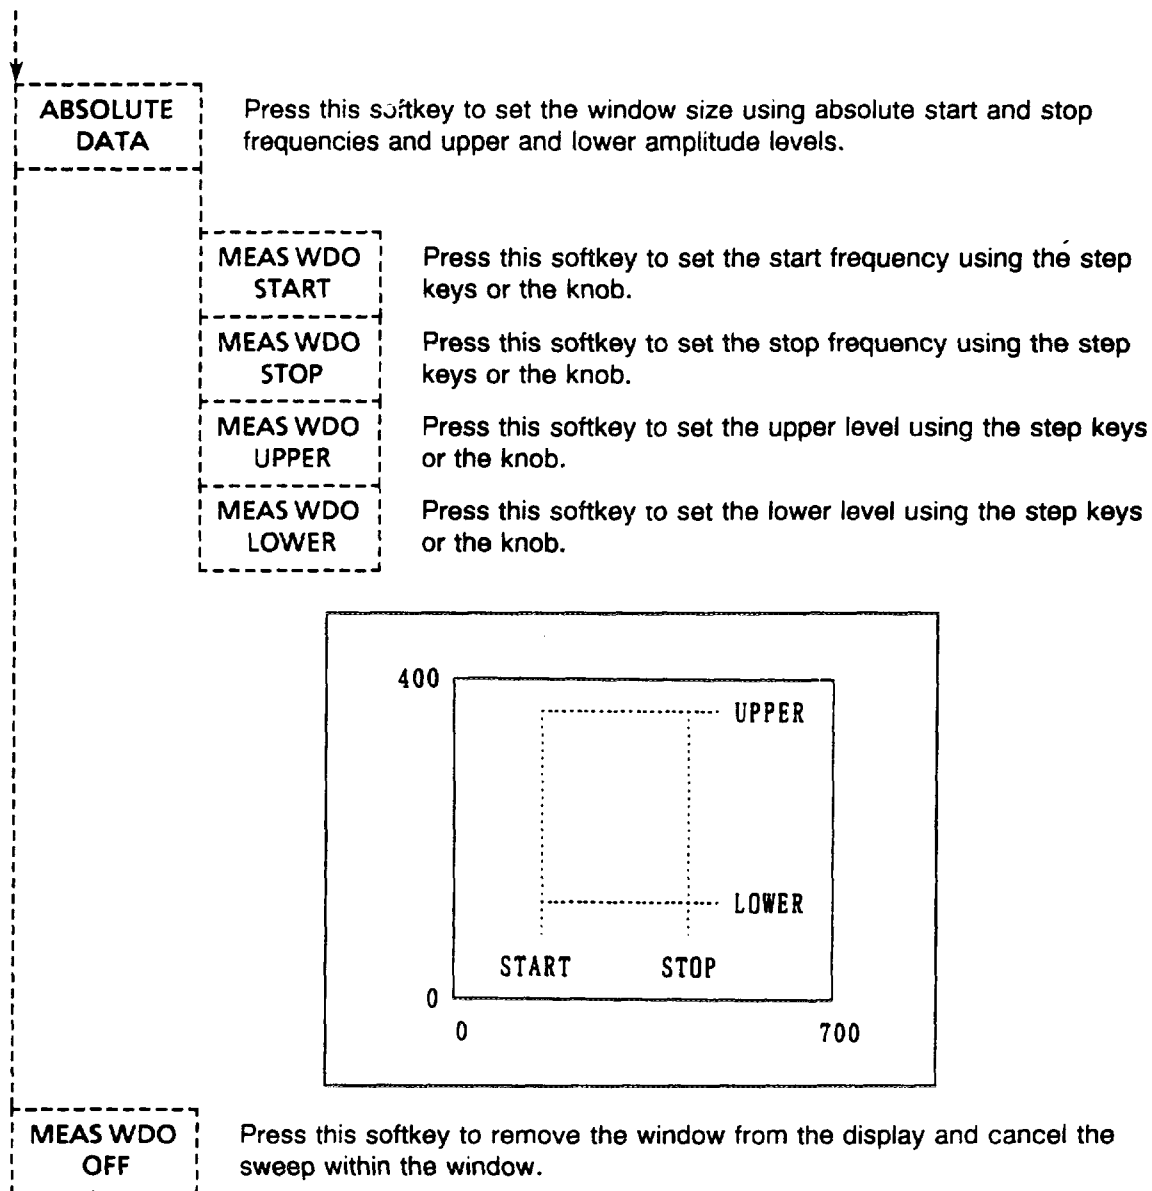 ABSOLUTE
DATA
Press this softkey to set the window size using absolute start and stop
frequencies and upper and lower amplitude levels.
MEAS WDO
START
Press this softkey to set the start frequency using the step
keys or the knob.
MEAS WDO
STOP
Press this softkey to set the stop frequency using the step
keys or the knob.
MEAS WDO
UPPER
Press this softkey to set the upper level using the step keys
or the knob.
MEAS WDO
LOWER
Press this softkey to set the lower level using the step keys
or the knob.
400
UPPER
LOWER
START STOP
0
0 700
MEAS WDO
OFF
Press this softkey to remove the window from the display and cancel the
sweep within the window.